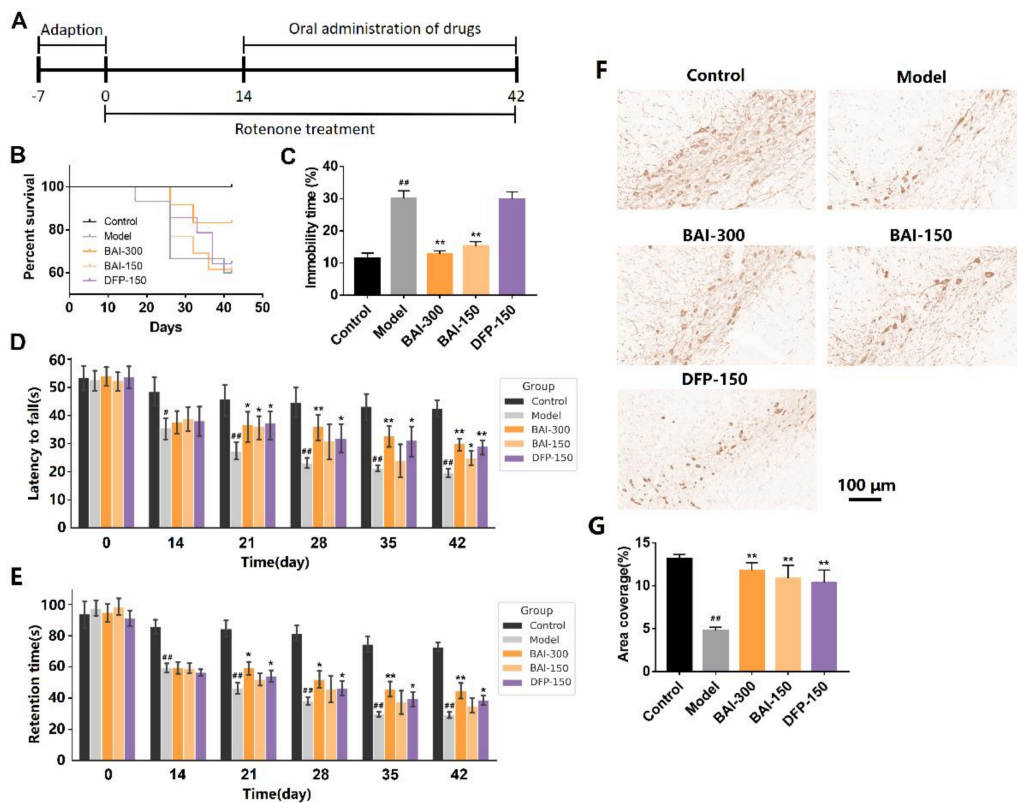 A
Adaption
Oral administration of drugs
-7 0 14 42
Rotenone treatment
B
Percent survival
100
80
60
0 10 20 30 40 50
Days
Control
Model
BAI-300
BAI-150
DFP-150
C
Immobility time (%)
40
30
20
10
0
##
** **
Control Model BAI-300 BAI-150 DFP-150
D
Latency to fall(s)
60
50
40
30
20
10
0
# ## * * * ## ** * ## ** * ## ** * **
0 14 21 28 35 42
Time(day)
Group
Control
Model
BAI-300
BAI-150
DFP-150
E
Retention time(s)
100
80
60
40
20
0
## ## * * ## * * ## ** * ## ** *
0 14 21 28 35 42
Time(day)
Group
Control
Model
BAI-300
BAI-150
DFP-150
F
Control Model
BAI-300 BAI-150
DFP-150
100 μm
G
Area coverage(%)
15
10
5
0
## ** ** **
Control Model BAI-300 BAI-150 DFP-150